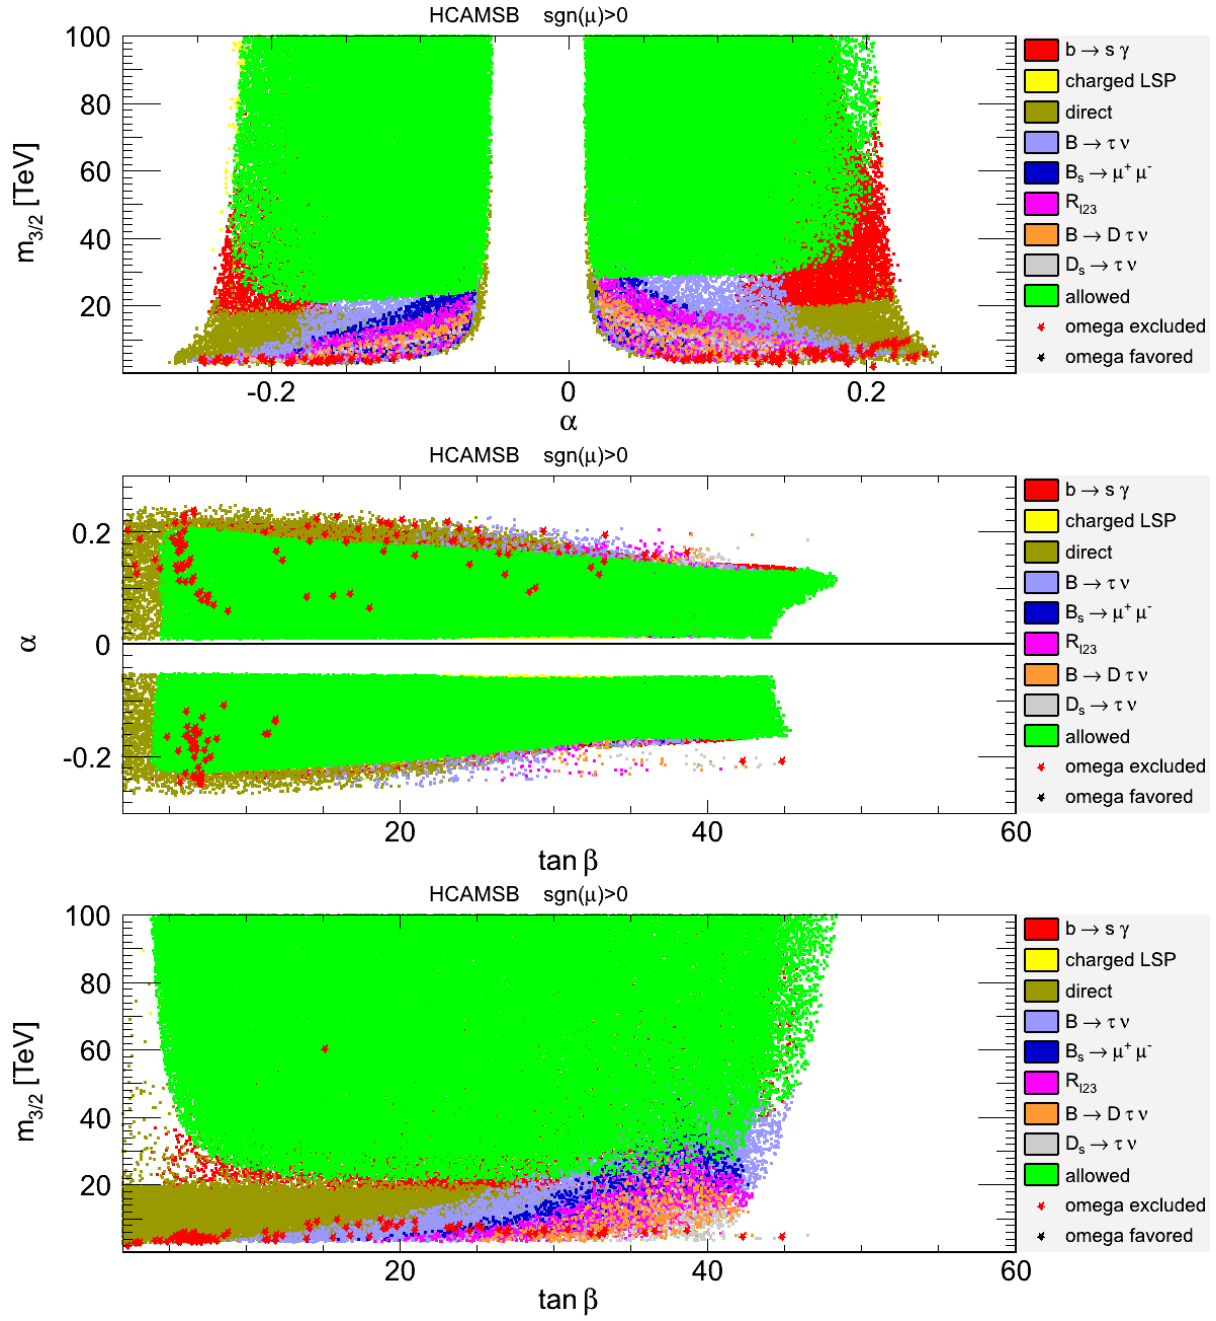 HCAMSB sgn(μ)>0
100
80
60
40
20
m3/2 [TeV]
-0.2
0
0.2
α
b → s γ
charged LSP
direct
B → τ ν
Bs → μ+ μ-
Rl23
B → D τ ν
Ds → τ ν
allowed
omega excluded
omega favored
HCAMSB sgn(μ)>0
0.2
0
-0.2
α
20
40
60
tan β
b → s γ
charged LSP
direct
B → τ ν
Bs → μ+ μ-
Rl23
B → D τ ν
Ds → τ ν
allowed
omega excluded
omega favored
HCAMSB sgn(μ)>0
100
80
60
40
20
m3/2 [TeV]
20
40
60
tan β
b → s γ
charged LSP
direct
B → τ ν
Bs → μ+ μ-
Rl23
B → D τ ν
Ds → τ ν
allowed
omega excluded
omega favored